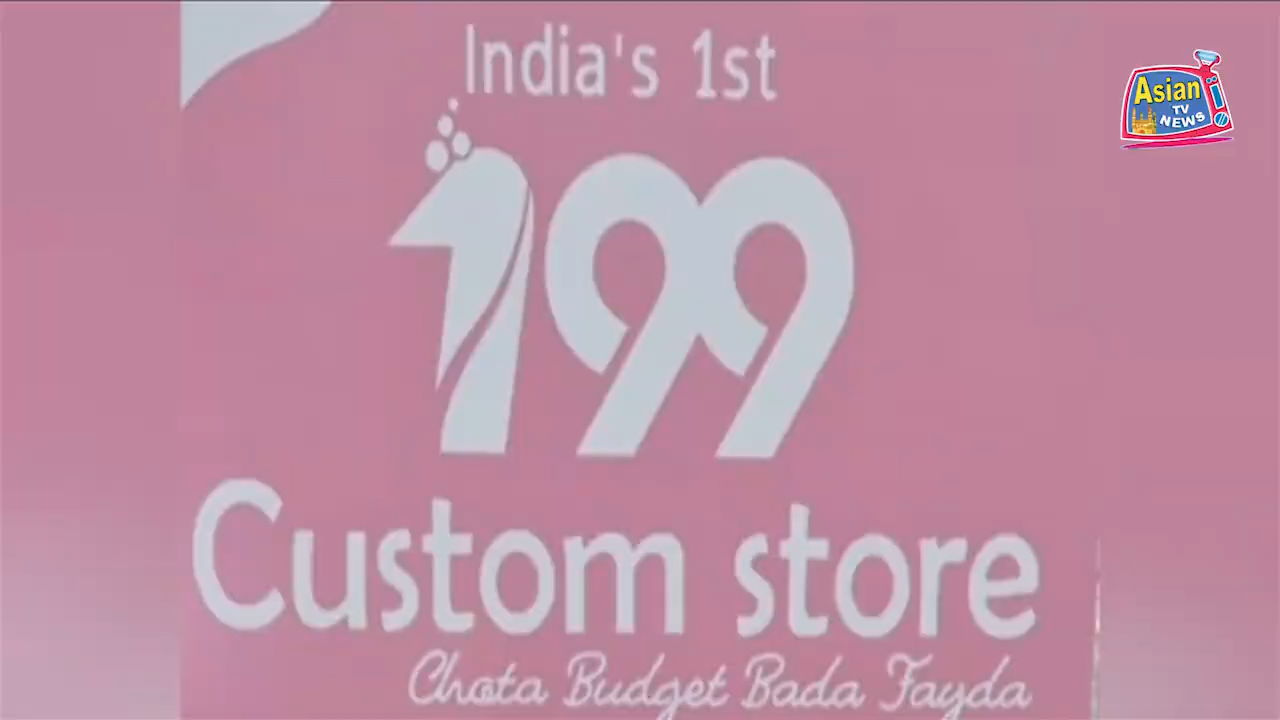 India's 1st
199
Custom store
Chota Budget Bada Fayda
Asian
TV
NEWS